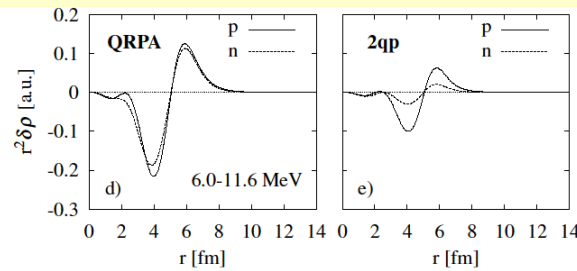 0.2
0.1
0
-0.1
-0.2
-0.3
r²δρ [a.u.]
QRPA
p
n
d)
6.0-11.6 MeV
0 2 4 6 8 10 12 14
r [fm]
2qp
p
n
e)
0 2 4 6 8 10 12 14
r [fm]